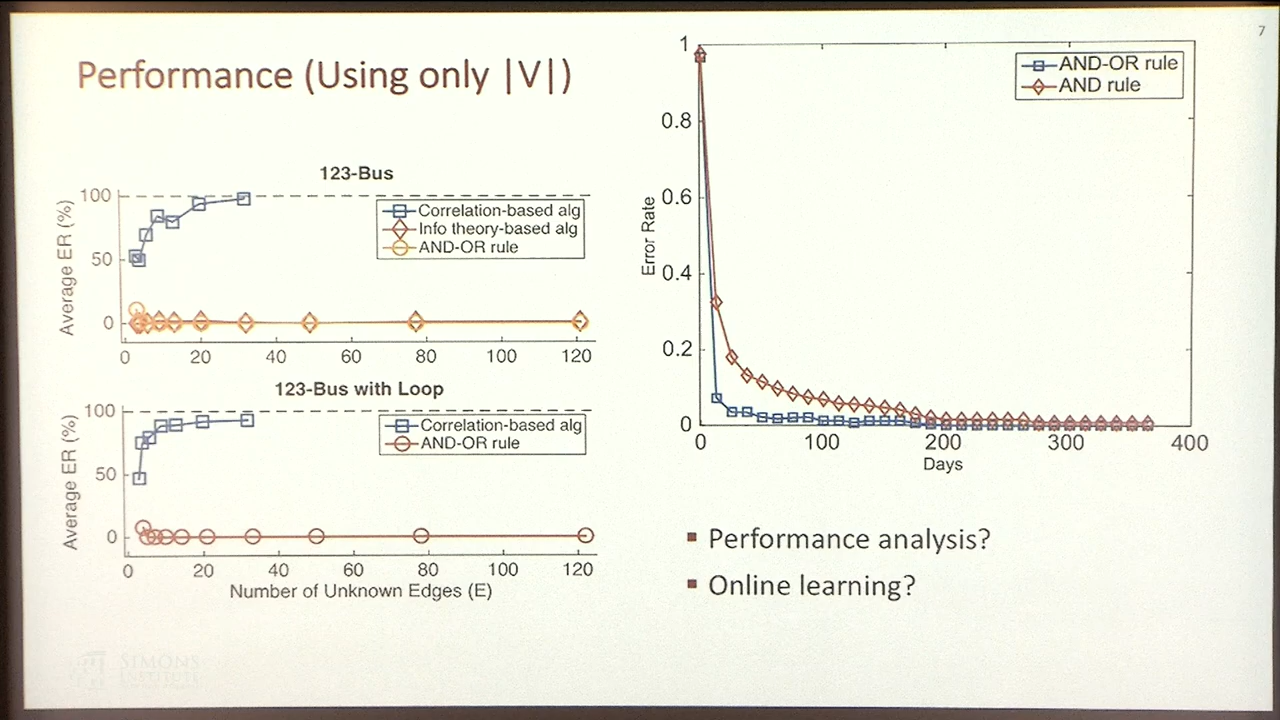 7
Performance (Using only |V|)
123-Bus
Average ER (%)
100
50
0
Correlation-based alg
Info theory-based alg
AND-OR rule
0 20 40 60 80 100 120
123-Bus with Loop
Average ER (%)
100
50
0
Correlation-based alg
AND-OR rule
0 20 40 60 80 100 120
Number of Unknown Edges (E)
Error Rate
1
0.8
0.6
0.4
0.2
0
AND-OR rule
AND rule
0 100 200 300 400
Days
▪ Performance analysis?
▪ Online learning?
SIMONS
INSTITUTE